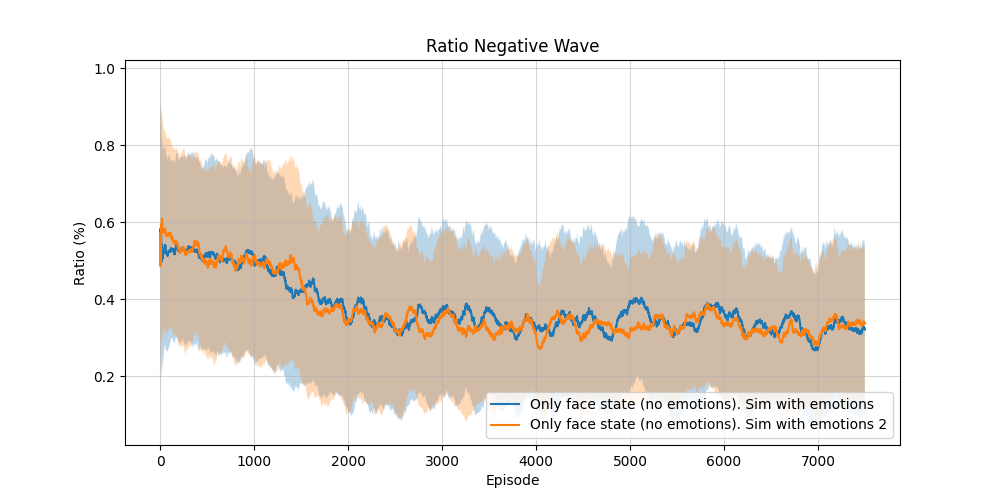 Ratio Negative Wave
Ratio (%)
1.0
0.8
0.6
0.4
0.2
Only face state (no emotions). Sim with emotions
Only face state (no emotions). Sim with emotions 2
0 1000 2000 3000 4000 5000 6000 7000
Episode